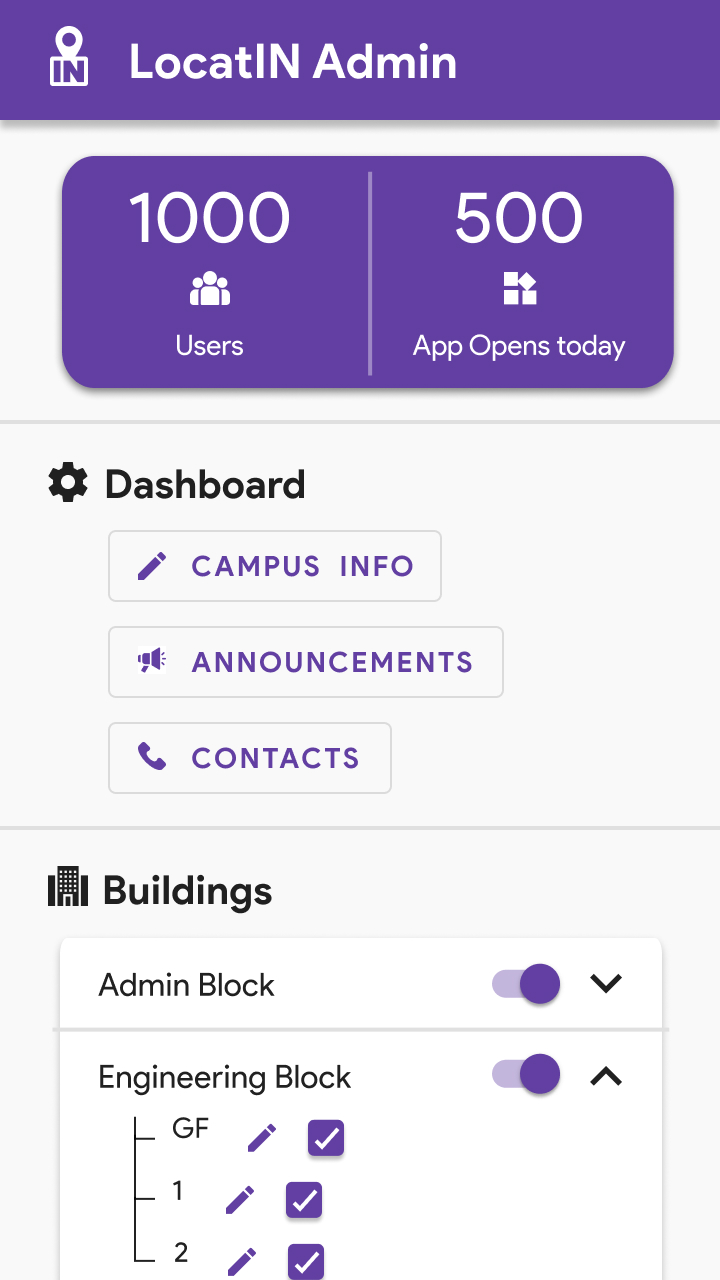 IN
LocatIN Admin
1000
500
Users
App Opens today
Dashboard
CAMPUS INFO
ANNOUNCEMENTS
CONTACTS
Buildings
Admin Block
Engineering Block
GF
1
2